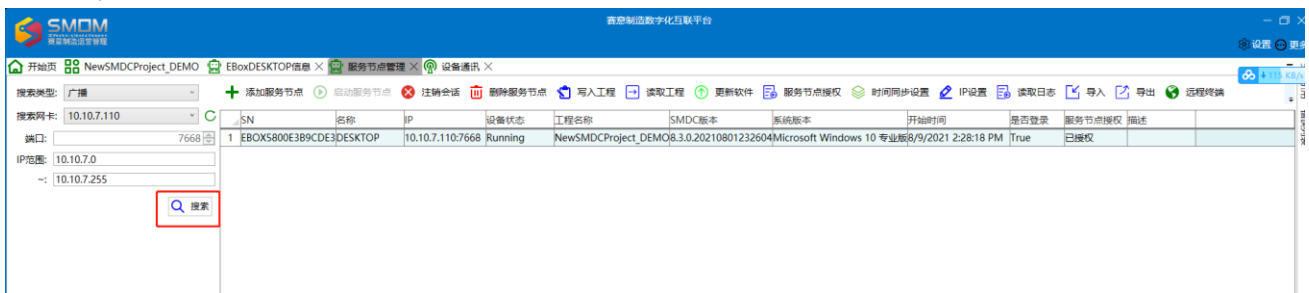 赛意制造数字化互联平台
SMOM
赛意制造运营管理
设置 更多
开始页 NewSMDCProject_DEMO EBoxDESKTOP信息 服务节点管理 设备通讯
115 KB/s
搜索类型: 广播 添加服务节点 启动服务节点 注销会话 删除服务节点 写入工程 读取工程 更新软件 服务节点授权 时间同步设置 IP设置 读取日志 导入 导出 远程终端
搜索网卡: 10.10.7.110
SN 名称 IP 设备状态 工程名称 SMDC版本 系统版本 开始时间 是否登录 服务节点授权 描述
端口: 7668
1 EBOX5800E3B9CDE3 DESKTOP 10.10.7.110:7668 Running NewSMDCProject_DEMO 8.3.0.20210801232604 Microsoft Windows 10 专业版 8/9/2021 2:28:18 PM True 已授权
IP范围: 10.10.7.0
~: 10.10.7.255
搜索